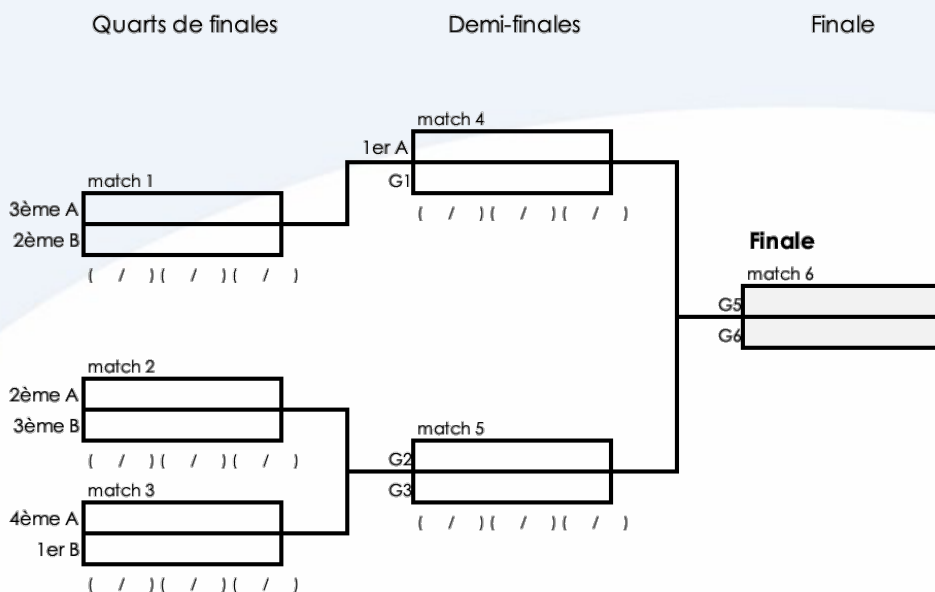 Quarts de finales
Demi-finales
Finale
match 4
1er A
G1
( / ) ( / ) ( / )
match 1
3ème A
2ème B
( / ) ( / ) ( / )
Finale
match 6
G5
G6
match 2
2ème A
3ème B
( / ) ( / ) ( / )
match 5
G2
G3
( / ) ( / ) ( / )
match 3
4ème A
1er B
( / ) ( / ) ( / )